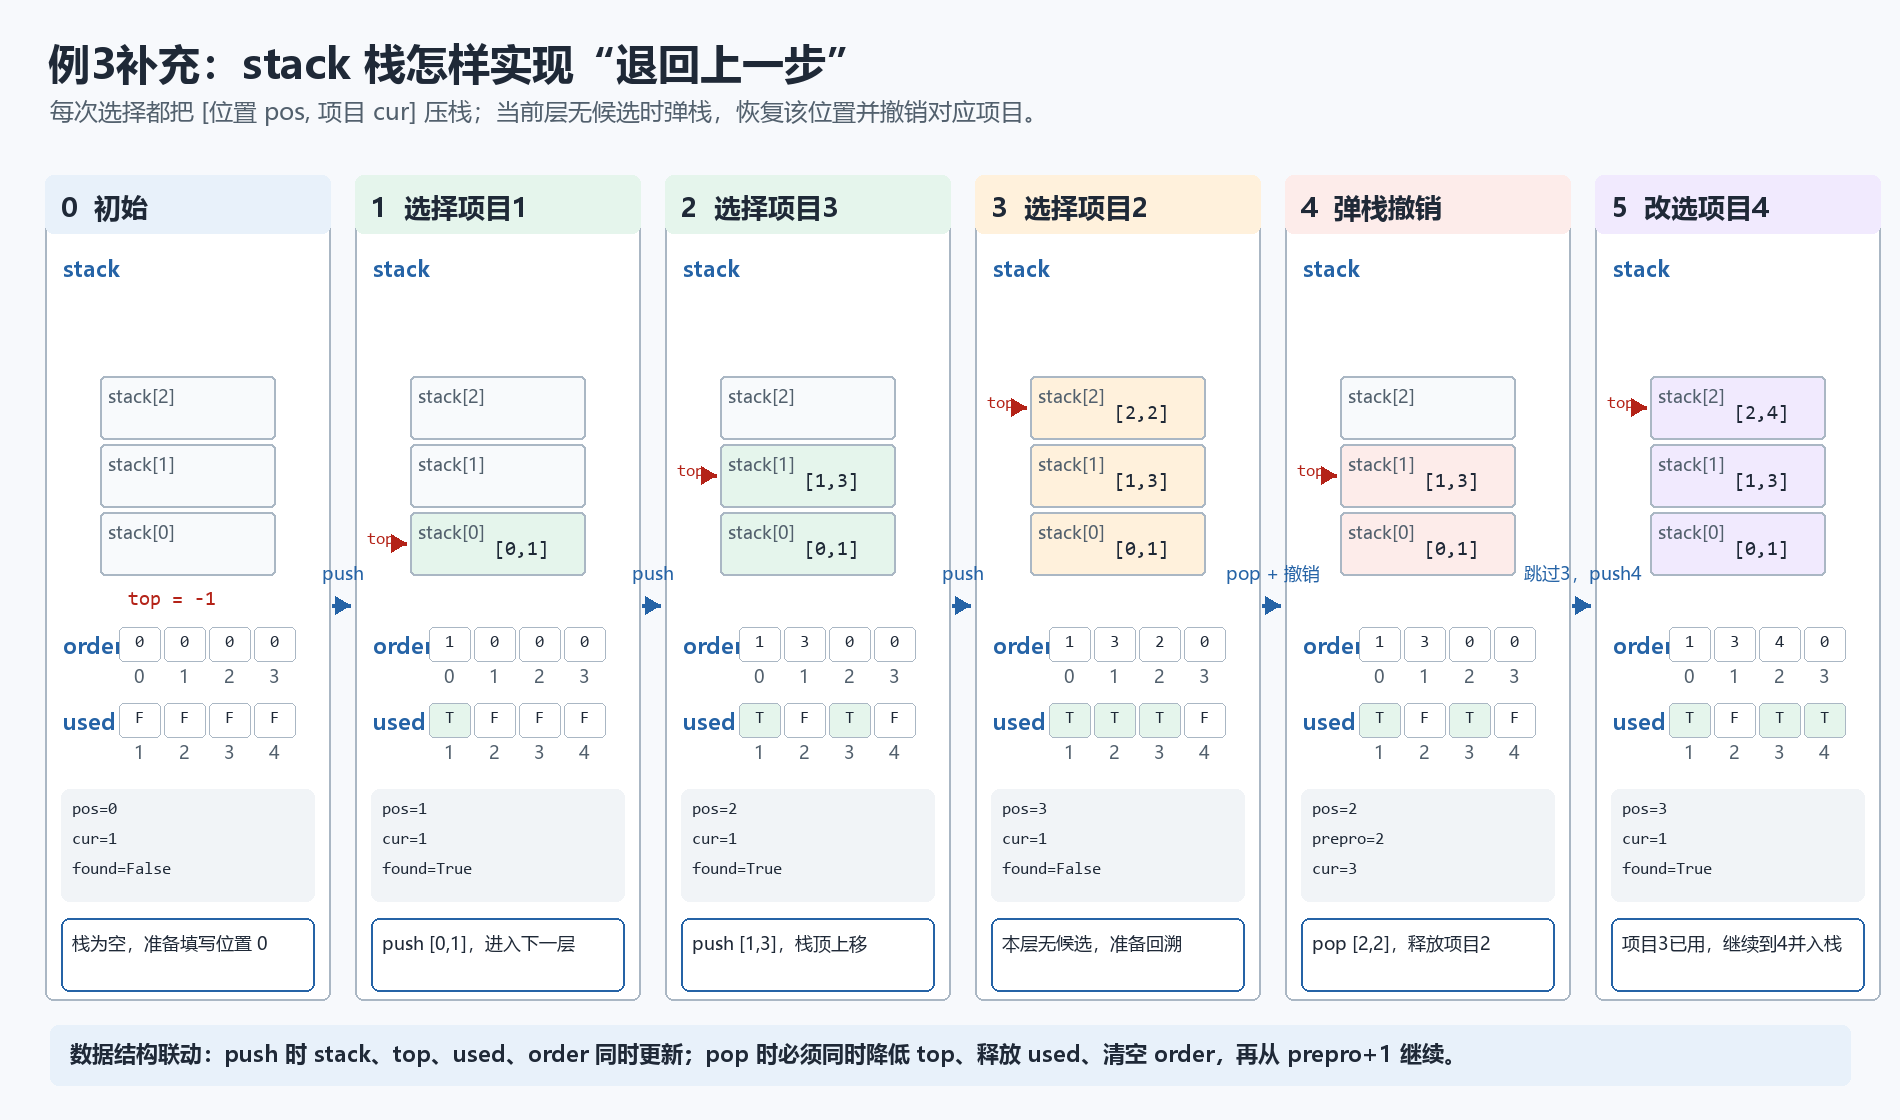 例3补充：stack 栈怎样实现“退回上一步”
每次选择都把 [位置 pos, 项目 cur] 压栈；当前层无候选时弹栈，恢复该位置并撤销对应项目。
0 初始
stack
stack[2]
stack[1]
stack[0]
top = -1
order 0 0 0 0
0 1 2 3
used F F F F
1 2 3 4
pos=0
cur=1
found=False
栈为空，准备填写位置 0
push
1 选择项目1
stack
stack[2]
stack[1]
top stack[0] [0,1]
order 1 0 0 0
0 1 2 3
used T F F F
1 2 3 4
pos=1
cur=1
found=True
push [0,1]，进入下一层
push
2 选择项目3
stack
stack[2]
top stack[1] [1,3]
stack[0] [0,1]
order 1 3 0 0
0 1 2 3
used T F T F
1 2 3 4
pos=2
cur=1
found=True
push [1,3]，栈顶上移
push
3 选择项目2
stack
top stack[2] [2,2]
stack[1] [1,3]
stack[0] [0,1]
order 1 3 2 0
0 1 2 3
used T T T F
1 2 3 4
pos=3
cur=1
found=False
本层无候选，准备回溯
pop + 撤销
4 弹栈撤销
stack
stack[2]
top stack[1] [1,3]
stack[0] [0,1]
order 1 3 0 0
0 1 2 3
used T F T F
1 2 3 4
pos=2
prepro=2
cur=3
pop [2,2]，释放项目2
跳过3，push4
5 改选项目4
stack
top stack[2] [2,4]
stack[1] [1,3]
stack[0] [0,1]
order 1 3 4 0
0 1 2 3
used T F T T
1 2 3 4
pos=3
cur=1
found=True
项目3已用，继续到4并入栈
数据结构联动：push 时 stack、top、used、order 同时更新；pop 时必须同时降低 top、释放 used、清空 order，再从 prepro+1 继续。